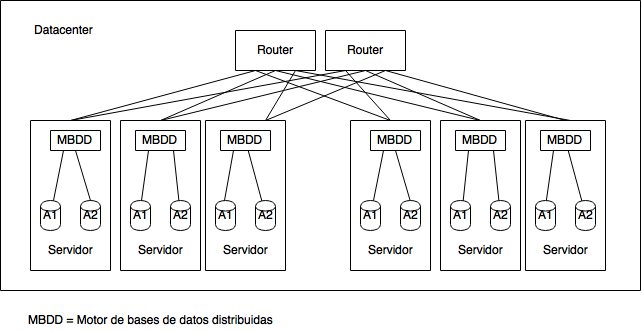 Datacenter
Router Router
MBDD MBDD MBDD MBDD MBDD MBDD
A1 A2 A1 A2 A1 A2 A1 A2 A1 A2 A1 A2
Servidor Servidor Servidor Servidor Servidor Servidor
MBDD = Motor de bases de datos distribuidas